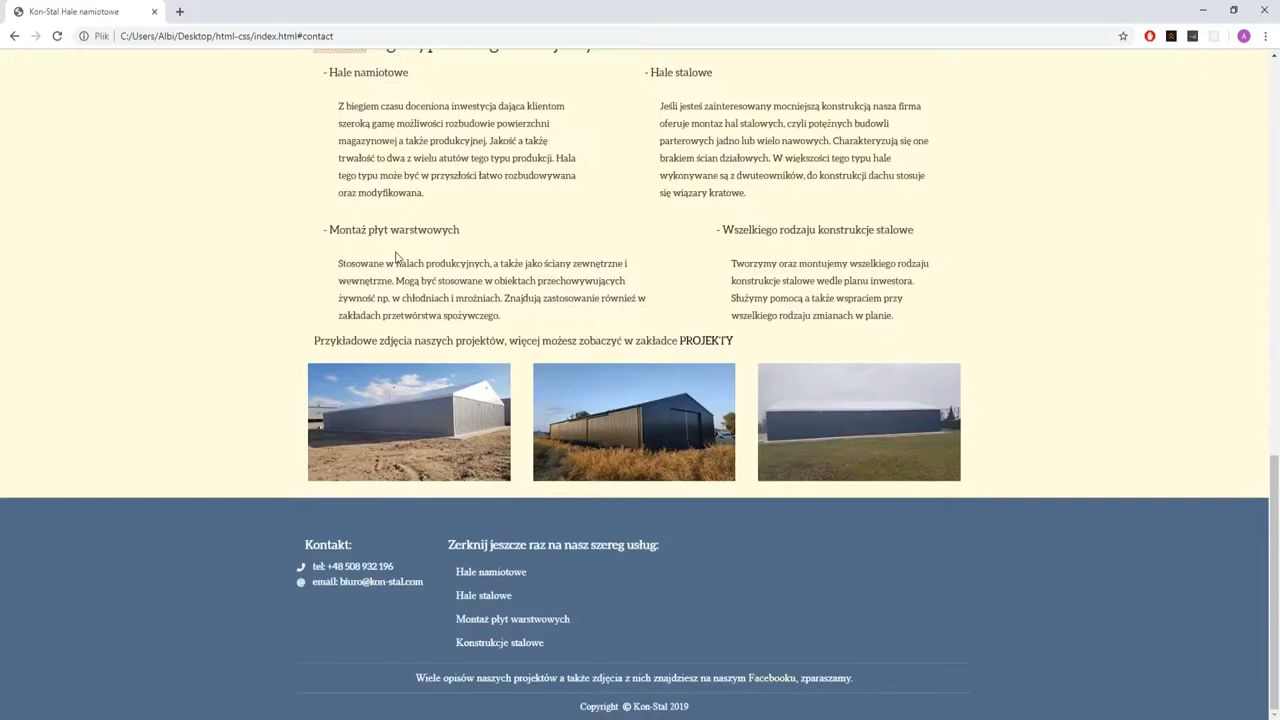 Kon-Stal Hale namiotowe
Plik C:/Users/Albi/Desktop/html-css/index.html#contact
A
- Hale namiotowe
Z biegiem czasu doceniona inwestycja dająca klientom
szeroką gamę możliwości rozbudowie powierzchni
magazynowej a także produkcyjnej. Jakość a takżę
trwałość to dwa z wielu atutów tego typu produkcji. Hala
tego typu może być w przyszłości łatwo rozbudowywana
oraz modyfikowana.
- Hale stalowe
Jeśli jesteś zainteresowany mocniejszą konstrukcją nasza firma
oferuje montaz hal stalowych, czyli potężnych budowli
parterowych jadno lub wielo nawowych. Charakteryzują się one
brakiem ścian działowych. W większości tego typu hale
wykonywane są z dwuteowników, do konstrukcji dachu stosuje
się wiązary kratowe.
- Montaż płyt warstwowych
Stosowane w halach produkcyjnych, a także jako ściany zewnętrzne i
wewnętrzne. Mogą być stosowane w obiektach przechowywujących
żywność np. w chłodniach i mroźniach. Znajdują zastosowanie również w
zakładach przetwórstwa spożywczego.
- Wszelkiego rodzaju konstrukcje stalowe
Tworzymy oraz montujemy wszelkiego rodzaju
konstrukcje stalowe wedle planu inwestora.
Służymy pomocą a także wspraciem przy
wszelkiego rodzaju zmianach w planie.
Przykładowe zdjęcia naszych projektów, więcej możesz zobaczyć w zakładce PROJEKTY
Kontakt:
tel: +48 508 932 196
email: biuro@kon-stal.com
Zerknij jeszcze raz na nasz szereg usług:
Hale namiotowe
Hale stalowe
Montaż płyt warstwowych
Konstrukcje stalowe
Wiele opisów naszych projektów a także zdjęcia z nich znajdziesz na naszym Facebooku, zparaszamy.
Copyright © Kon-Stal 2019